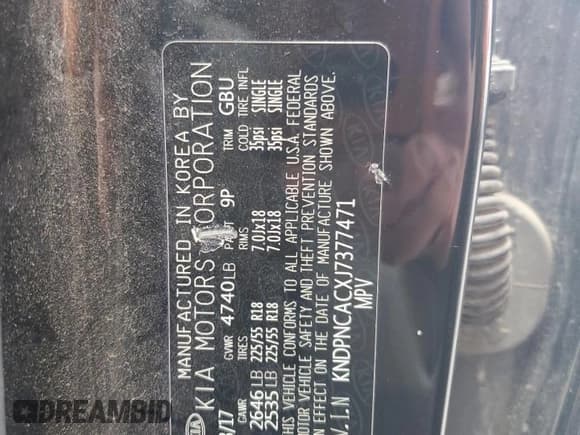 KIA MANUFACTURED IN KOREA BY
KIA MOTORS CORPORATION
/17 GVWR 4740LB PAINT 9P TRIM GBU
GAWR TIRES RIMS COLD TIRE INFL
2646LB 225/55 R18 7.0Jx18 35psi SINGLE
2535LB 225/55 R18 7.0Jx18 35psi SINGLE
THIS VEHICLE CONFORMS TO ALL APPLICABLE U.S.A. FEDERAL
MOTOR VEHICLE SAFETY AND THEFT PREVENTION STANDARDS
IN EFFECT ON THE DATE OF MANUFACTURE SHOWN ABOVE.
V.I.N KNDPNCACXJ7377471
MPV
DREAMBID
.com